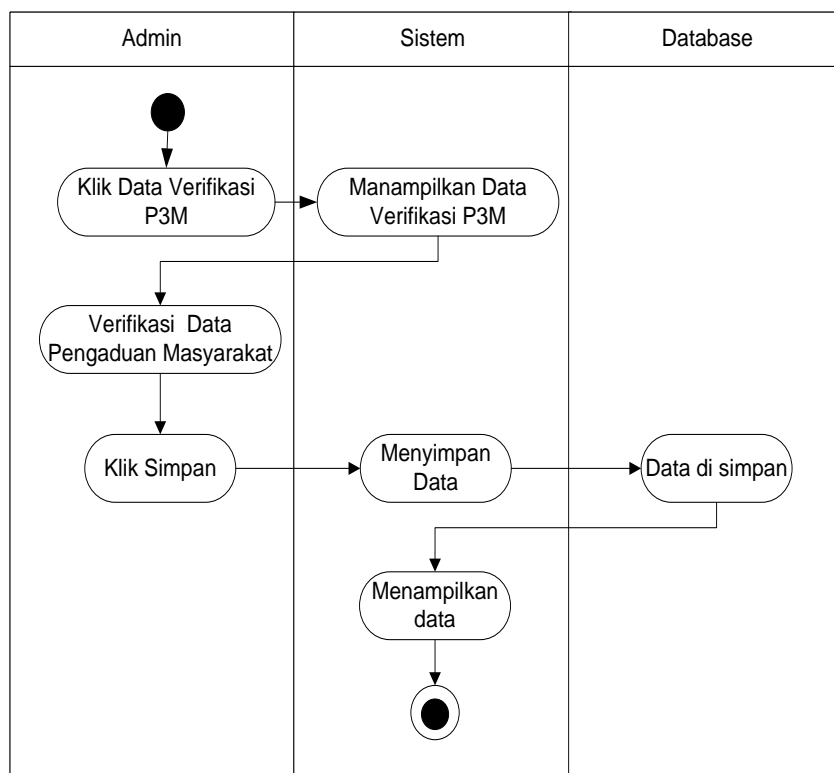 Admin
Sistem
Database
Klik Data Verifikasi
P3M
Manampilkan Data
Verifikasi P3M
Verifikasi Data
Pengaduan Masyarakat
Klik Simpan
Menyimpan
Data
Data di simpan
Menampilkan
data